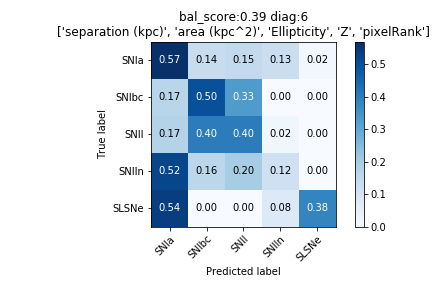 bal_score:0.39 diag:6
['separation (kpc)', 'area (kpc^2)', 'Ellipticity', 'Z', 'pixelRank']
SNIa 0.57 0.14 0.15 0.13 0.02
SNIbc 0.17 0.50 0.33 0.00 0.00
SNII 0.17 0.40 0.40 0.02 0.00
SNIIn 0.52 0.16 0.20 0.12 0.00
SLSNe 0.54 0.00 0.00 0.08 0.38
True label
SNIa SNIbc SNII SNIIn SLSNe
Predicted label
0.5
0.4
0.3
0.2
0.1
0.0